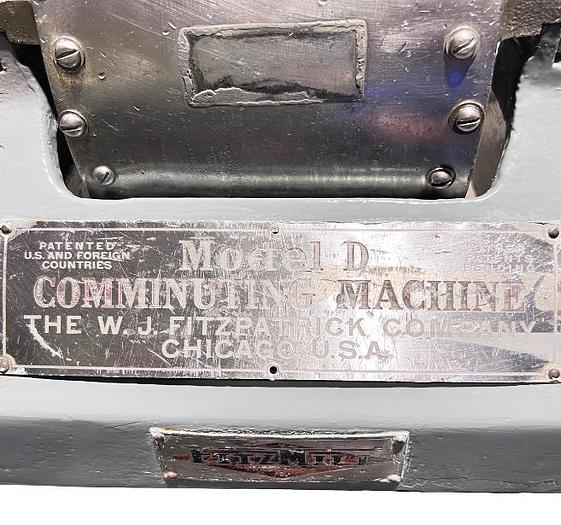 PATENTED
U.S. AND FOREIGN
COUNTRIES
Model D
COMMINUTING MACHINE
THE W. J. FITZPATRICK COMPANY
CHICAGO, U.S.A.
FITZMILL